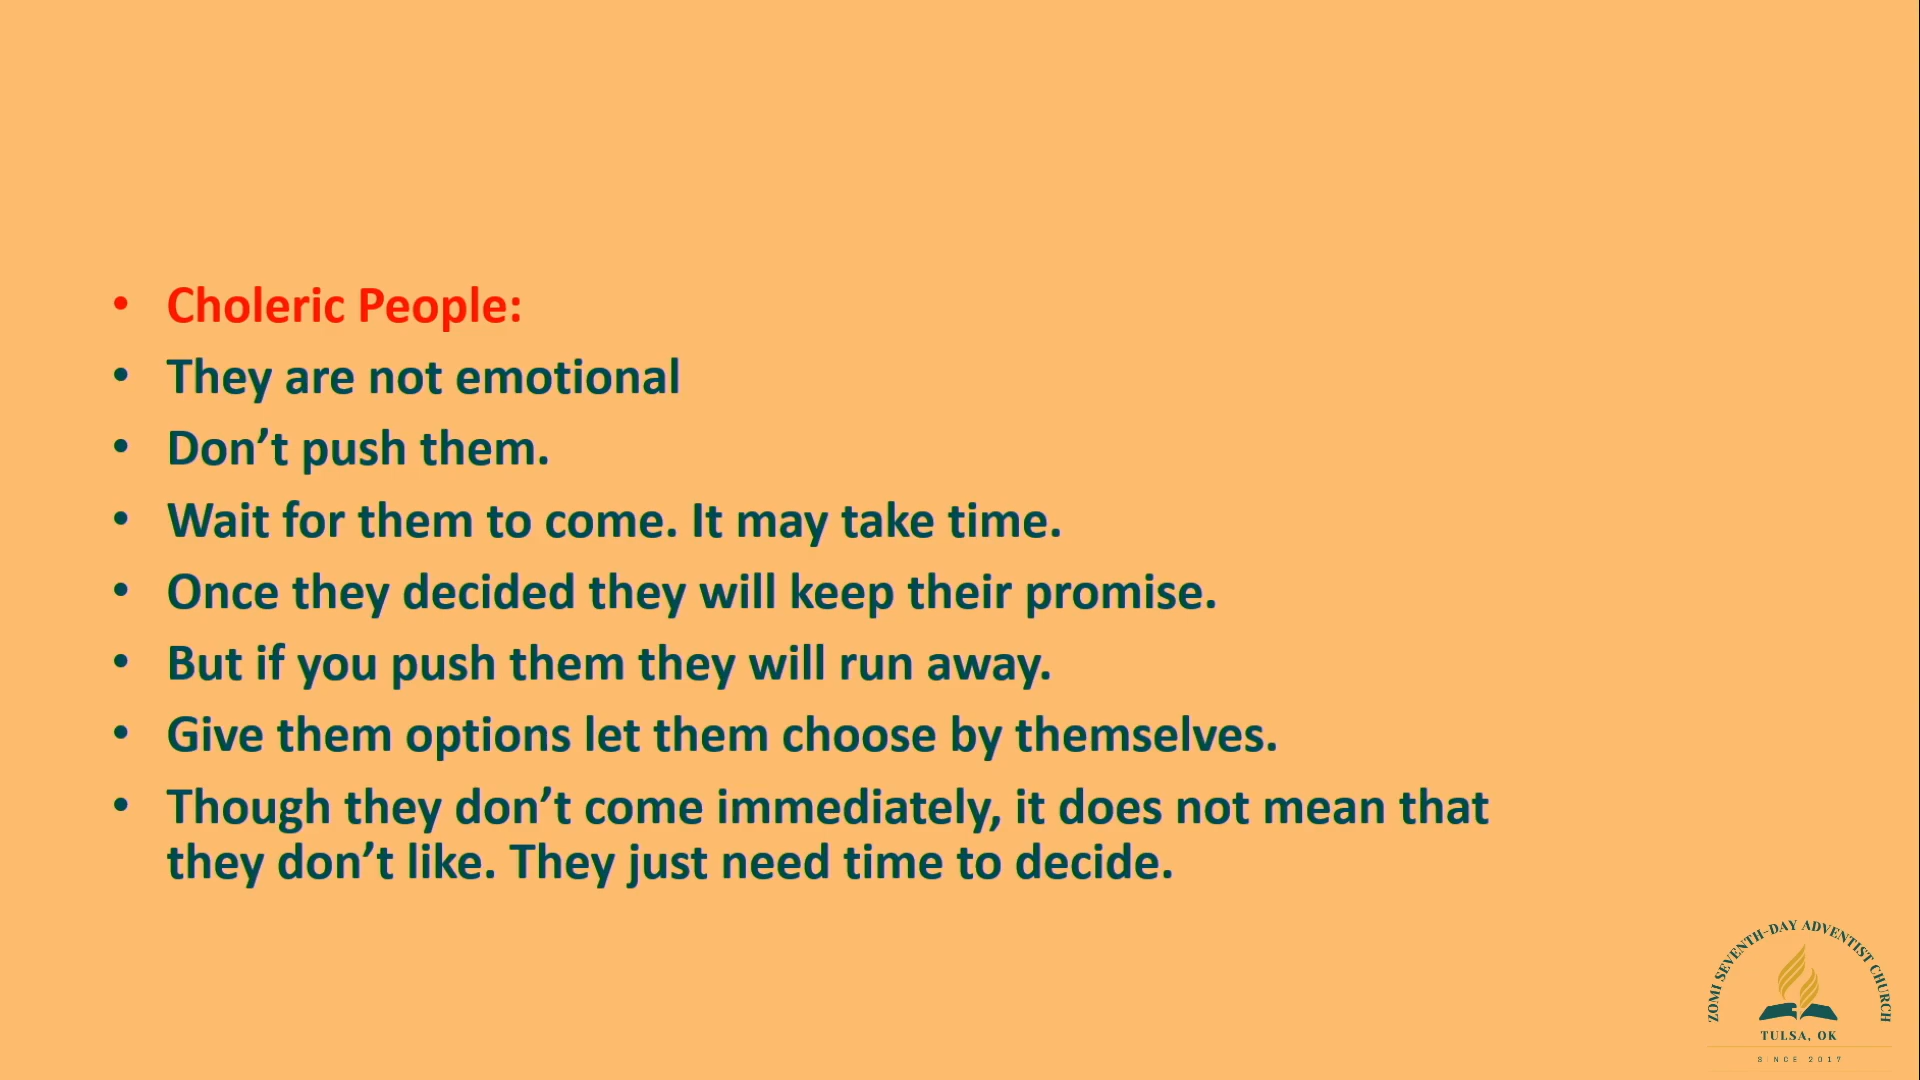 • Choleric People:
• They are not emotional
• Don’t push them.
• Wait for them to come. It may take time.
• Once they decided they will keep their promise.
• But if you push them they will run away.
• Give them options let them choose by themselves.
• Though they don’t come immediately, it does not mean that
they don’t like. They just need time to decide.
ZOMI SEVENTH-DAY ADVENTIST CHURCH
TULSA, OK
SINCE 2017